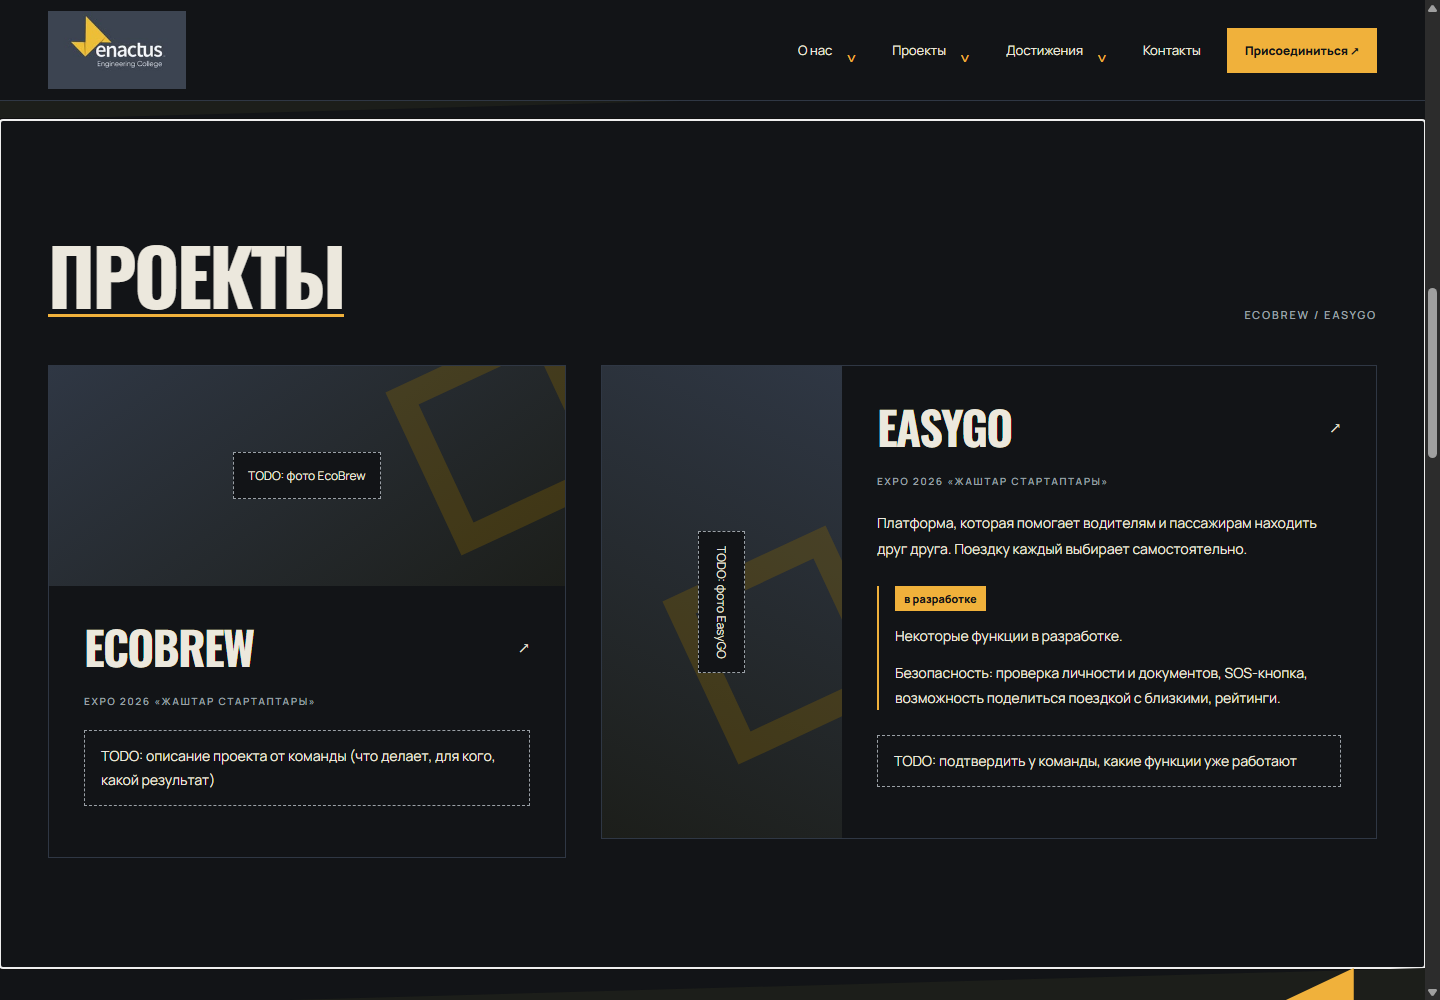 enactus
Engineering College
О нас
Проекты
Достижения
Контакты
Присоединиться ↗
ПРОЕКТЫ
ECOBREW / EASYGO
TODO: фото EcoBrew
ECOBREW ↗
EXPO 2026 «ЖАШТАР СТАРТАПТАРЫ»
TODO: описание проекта от команды (что делает, для кого,
какой результат)
TODO: фото EasyGO
EASYGO ↗
EXPO 2026 «ЖАШТАР СТАРТАПТАРЫ»
Платформа, которая помогает водителям и пассажирам находить
друг друга. Поездку каждый выбирает самостоятельно.
в разработке
Некоторые функции в разработке.
Безопасность: проверка личности и документов, SOS-кнопка,
возможность поделиться поездкой с близкими, рейтинги.
TODO: подтвердить у команды, какие функции уже работают